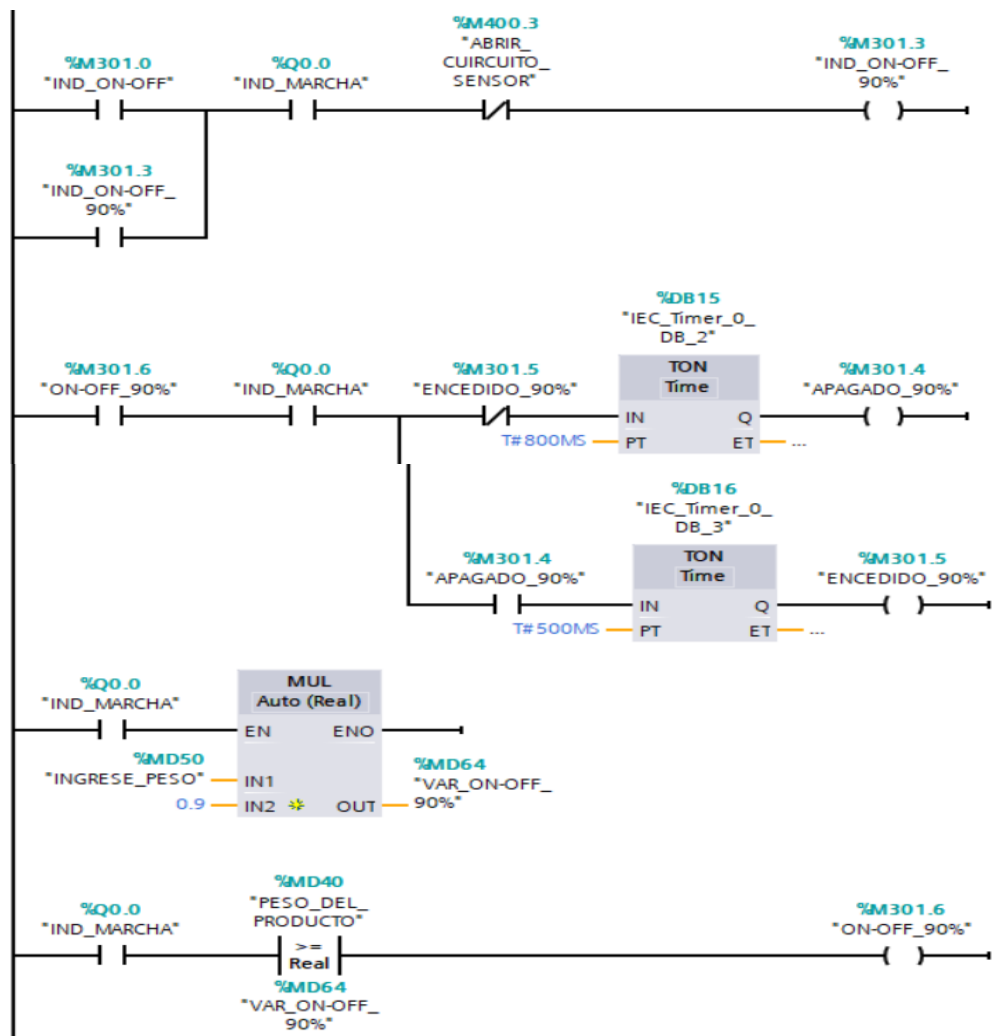 %M400.3
"ABRIR_
CUIRCUITO_
SENSOR"
%M301.0
"IND_ON-OFF"
%Q0.0
"IND_MARCHA"
%M301.3
"IND_ON-OFF_
90%"
%M301.3
"IND_ON-OFF_
90%"
%DB15
"IEC_Timer_0_
DB_2"
%M301.6
"ON-OFF_90%"
%Q0.0
"IND_MARCHA"
%M301.5
"ENCEDIDO_90%"
TON
Time
%M301.4
"APAGADO_90%"
IN Q
T#800MS PT ET ...
%DB16
"IEC_Timer_0_
DB_3"
%M301.4
"APAGADO_90%"
TON
Time
%M301.5
"ENCEDIDO_90%"
IN Q
T#500MS PT ET ...
%Q0.0
"IND_MARCHA"
MUL
Auto (Real)
EN ENO
%MD50
"INGRESE_PESO" IN1
0.9 IN2 OUT
%MD64
"VAR_ON-OFF_
90%"
%MD40
"PESO_DEL_
PRODUCTO"
%Q0.0
"IND_MARCHA"
>=
Real
%M301.6
"ON-OFF_90%"
%MD64
"VAR_ON-OFF_
90%"